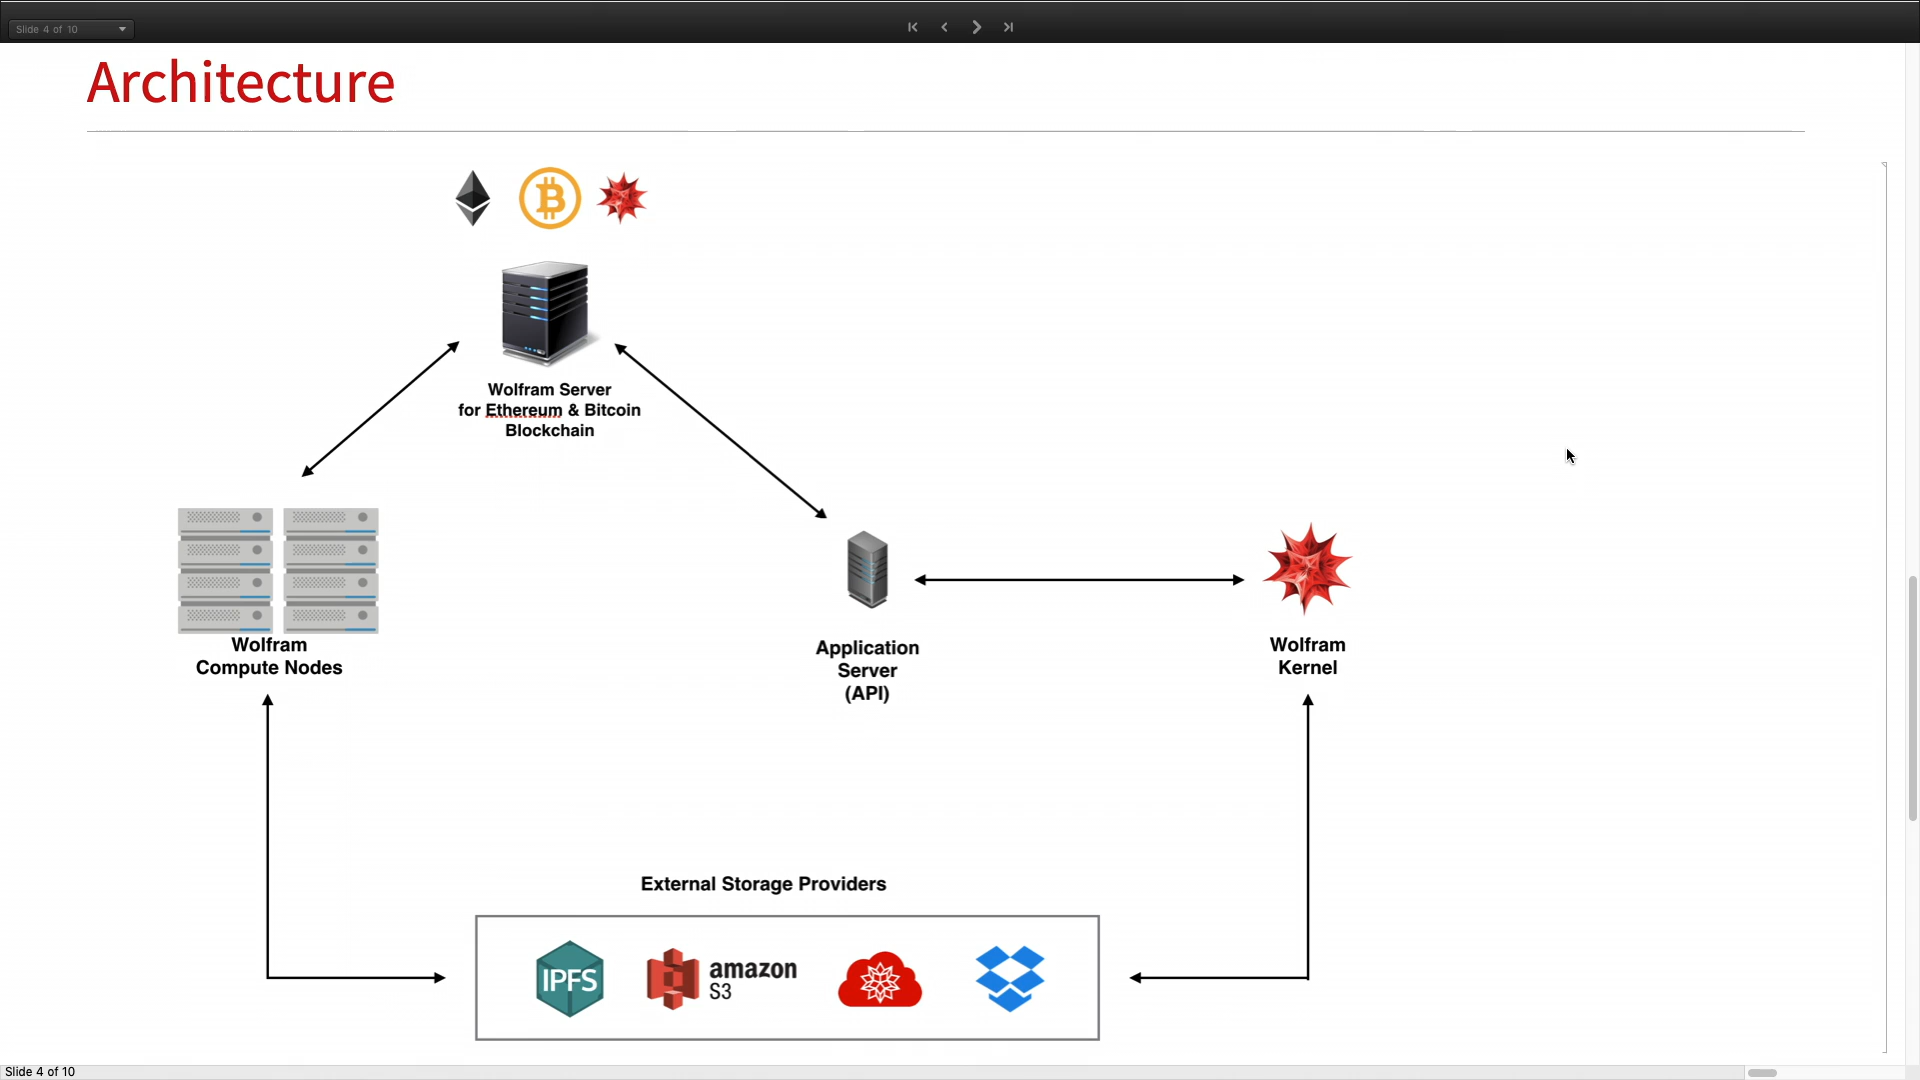 Slide 4 of 10
Architecture
Wolfram Server
for Ethereum & Bitcoin
Blockchain
Wolfram
Compute Nodes
Application
Server
(API)
Wolfram
Kernel
External Storage Providers
IPFS
amazon
S3
Slide 4 of 10